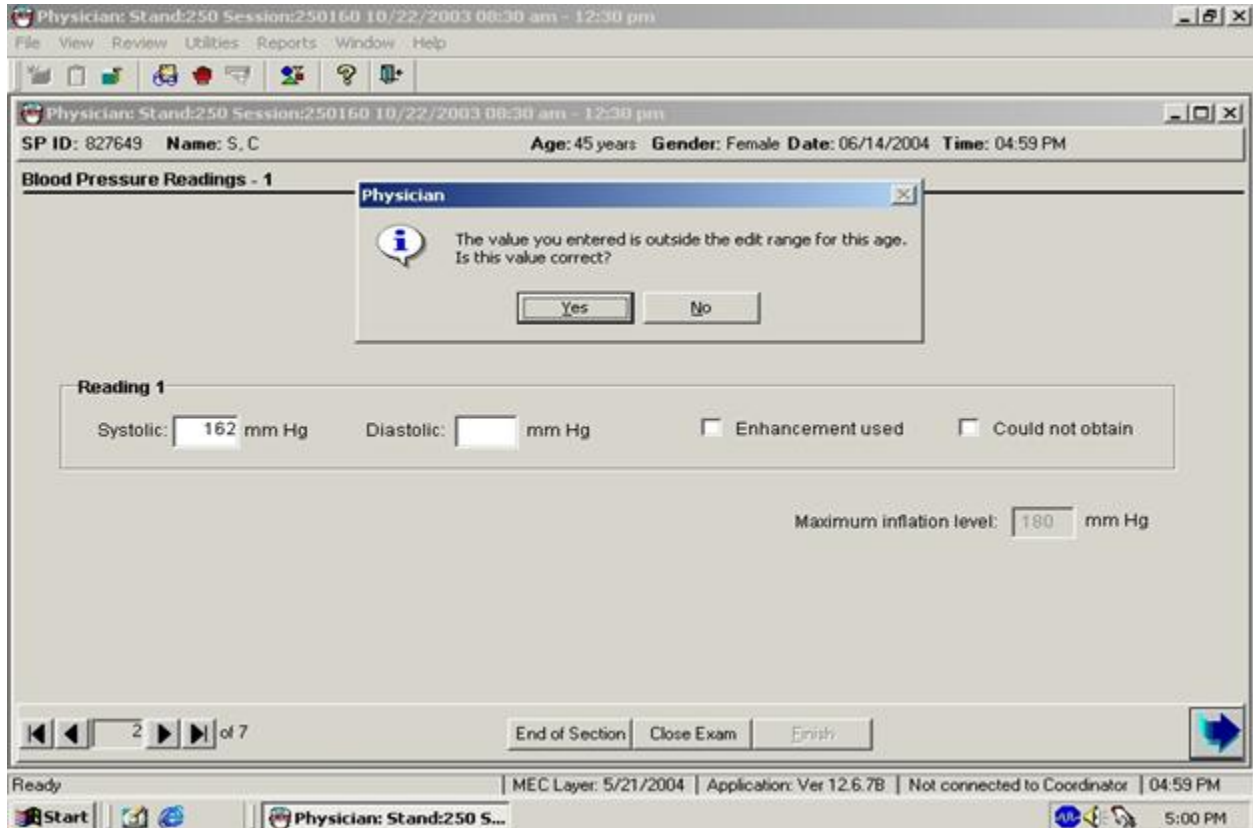 Physician: Stand:250 Session:250160 10/22/2003 08:30 am - 12:30 pm
File View Review Utilities Reports Window Help
Physician: Stand:250 Session:250160 10/22/2003 08:30 am - 12:30 pm
SP ID: 827649 Name: S, C Age: 45 years Gender: Female Date: 06/14/2004 Time: 04:59 PM
Blood Pressure Readings - 1
Physician
The value you entered is outside the edit range for this age.
Is this value correct?
Yes No
Reading 1
Systolic: 162 mm Hg Diastolic: mm Hg Enhancement used Could not obtain
Maximum inflation level: 180 mm Hg
2 of 7 End of Section Close Exam Finish
Ready MEC Layer: 5/21/2004 Application: Ver 12.6.7B Not connected to Coordinator 04:59 PM
Start Physician: Stand:250 S... 5:00 PM